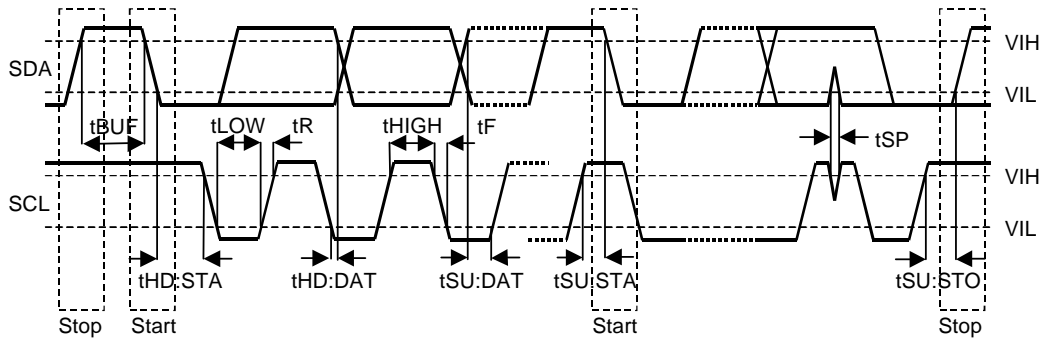 VIH
SDA
VIL
tBUF tLOW tR tHIGH tF tSP
VIH
SCL
VIL
tHD:STA tHD:DAT tSU:DAT tSU:STA tSU:STO
Stop Start Start Stop